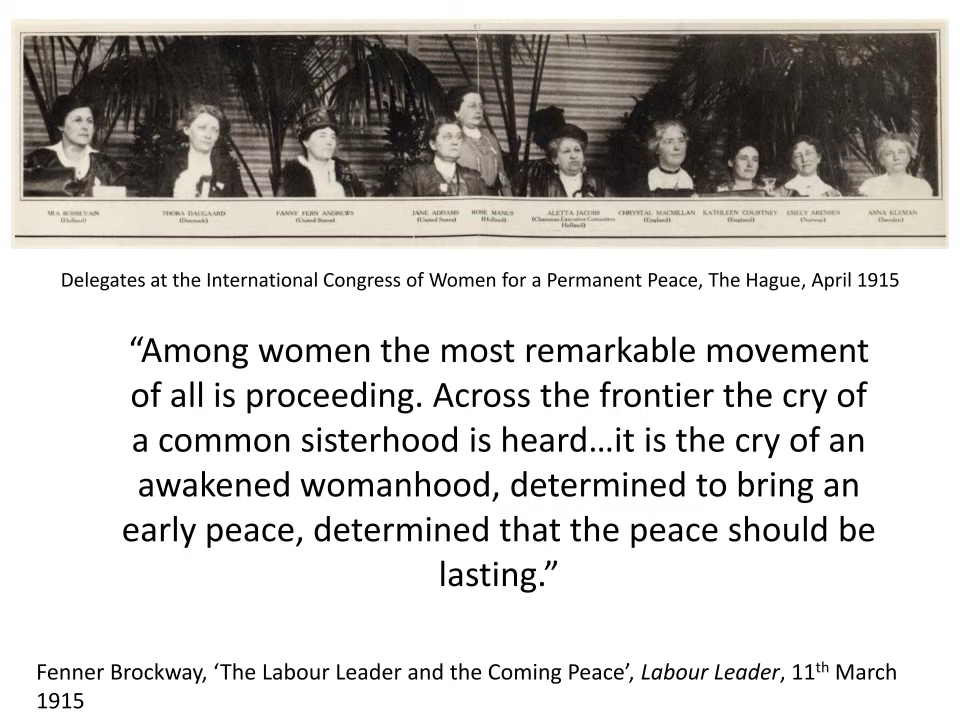 MIA BOISSEVAIN THORA DAUGAARD FANNY FERN ANDREWS JANE ADDAMS ROSE MANUS ALETTA JACOBS CHRYSTAL MACMILLAN KATHLEEN COURTNEY EMILY ARENSEN ANNA KLEMAN
(Holland) (Denmark) (United States) (United States) (Holland) (Chairman Executive Committee (England) (England) (Norway) (Sweden)
Holland)
Delegates at the International Congress of Women for a Permanent Peace, The Hague, April 1915
“Among women the most remarkable movement
of all is proceeding. Across the frontier the cry of
a common sisterhood is heard…it is the cry of an
awakened womanhood, determined to bring an
early peace, determined that the peace should be
lasting.”
Fenner Brockway, ‘The Labour Leader and the Coming Peace’, Labour Leader, 11th March
1915